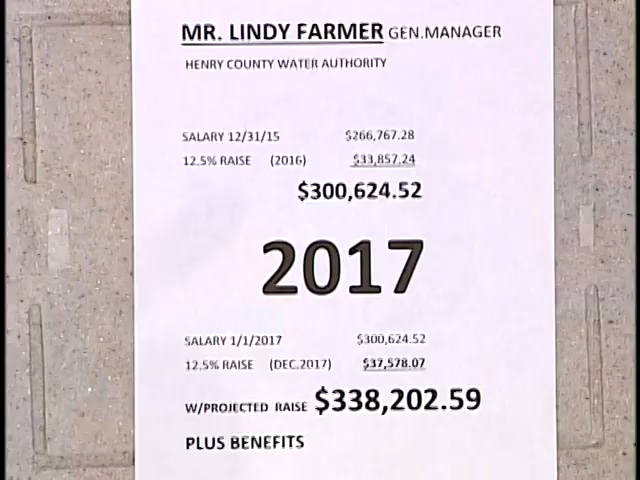 MR. LINDY FARMER GEN.MANAGER
HENRY COUNTY WATER AUTHORITY
SALARY 12/31/15 $266,767.28
12.5% RAISE (2016) $33,857.24
$300,624.52
2017
SALARY 1/1/2017 $300,624.52
12.5% RAISE (DEC.2017) $37,578.07
W/PROJECTED RAISE $338,202.59
PLUS BENEFITS